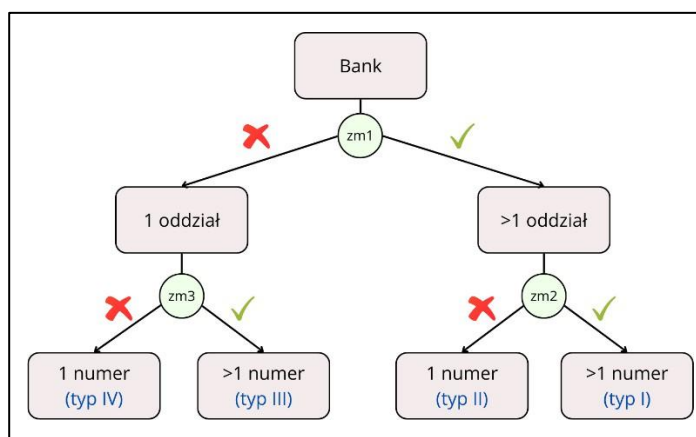 Bank
zm1
1 oddział
>1 oddział
zm3
zm2
1 numer
(typ IV)
>1 numer
(typ III)
1 numer
(typ II)
>1 numer
(typ I)